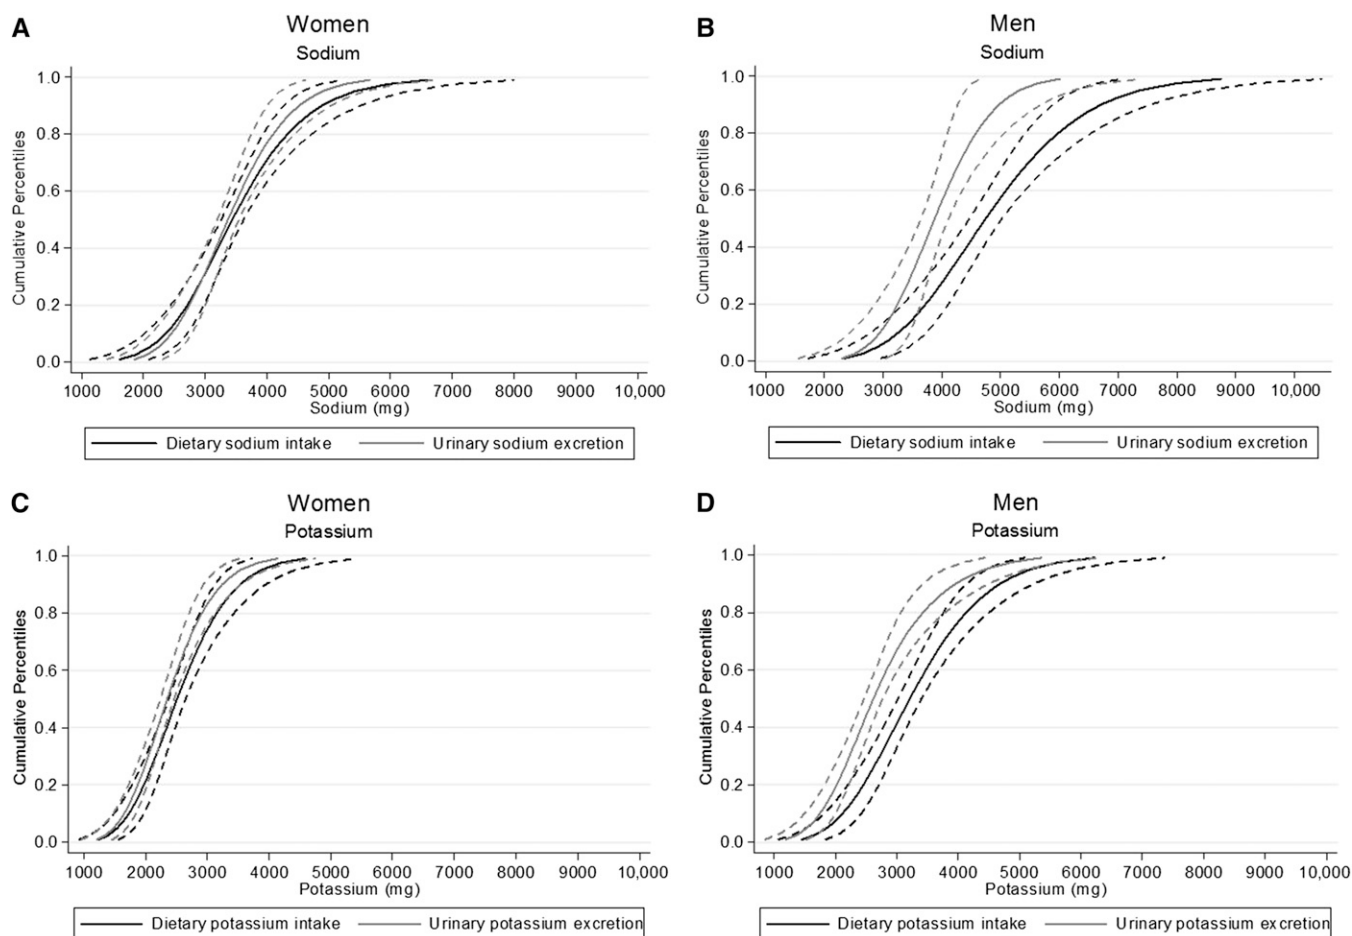 A
Women
Sodium
Cumulative Percentiles
1.0
0.8
0.6
0.4
0.2
0.0
1000 2000 3000 4000 5000 6000 7000 8000 9000 10,000
Sodium (mg)
Dietary sodium intake Urinary sodium excretion
B
Men
Sodium
Cumulative Percentiles
1.0
0.8
0.6
0.4
0.2
0.0
1000 2000 3000 4000 5000 6000 7000 8000 9000 10,000
Sodium (mg)
Dietary sodium intake Urinary sodium excretion
C
Women
Potassium
Cumulative Percentiles
1.0
0.8
0.6
0.4
0.2
0.0
1000 2000 3000 4000 5000 6000 7000 8000 9000 10,000
Potassium (mg)
Dietary potassium intake Urinary potassium excretion
D
Men
Potassium
Cumulative Percentiles
1.0
0.8
0.6
0.4
0.2
0.0
1000 2000 3000 4000 5000 6000 7000 8000 9000 10,000
Potassium (mg)
Dietary potassium intake Urinary potassium excretion